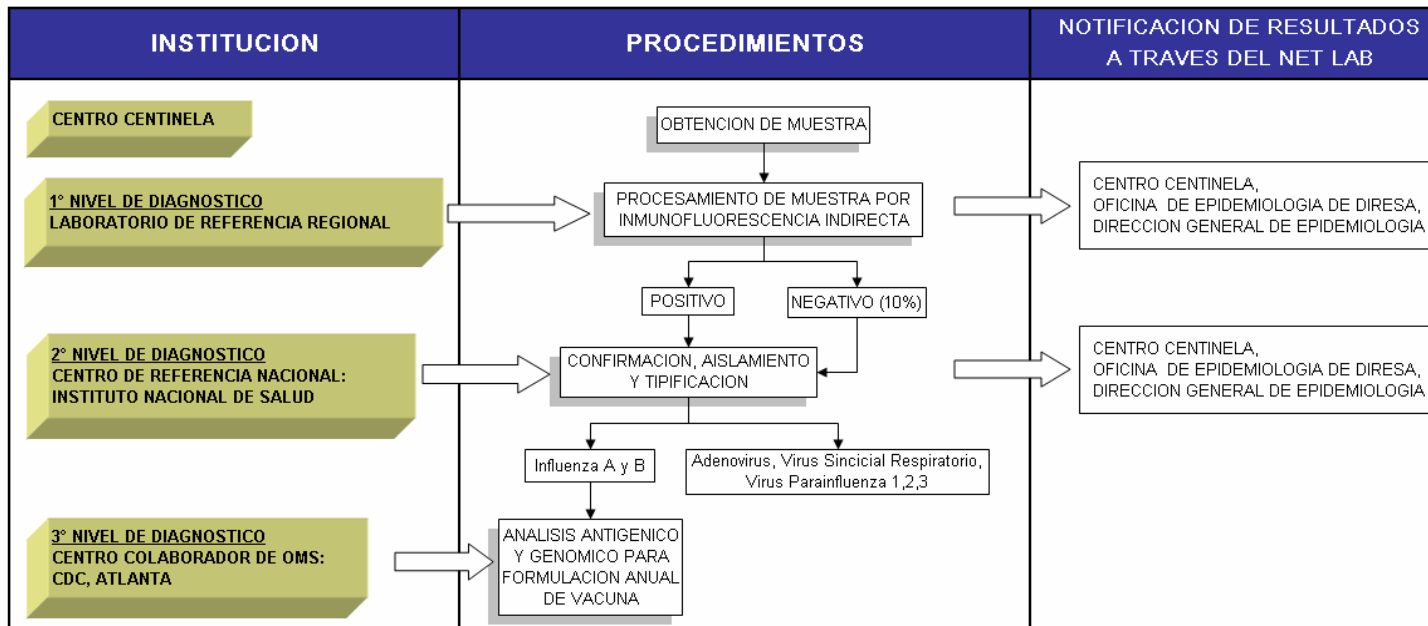 INSTITUCION
PROCEDIMIENTOS
NOTIFICACION DE RESULTADOS
A TRAVES DEL NET LAB
CENTRO CENTINELA
OBTENCION DE MUESTRA
1° NIVEL DE DIAGNOSTICO
LABORATORIO DE REFERENCIA REGIONAL
PROCESAMIENTO DE MUESTRA POR
INMUNOFLUORESCENCIA INDIRECTA
CENTRO CENTINELA,
OFICINA DE EPIDEMIOLOGIA DE DIRESA,
DIRECCION GENERAL DE EPIDEMIOLOGIA
POSITIVO
NEGATIVO (10%)
2° NIVEL DE DIAGNOSTICO
CENTRO DE REFERENCIA NACIONAL:
INSTITUTO NACIONAL DE SALUD
CONFIRMACION, AISLAMIENTO
Y TIPIFICACION
CENTRO CENTINELA,
OFICINA DE EPIDEMIOLOGIA DE DIRESA,
DIRECCION GENERAL DE EPIDEMIOLOGIA
Influenza A y B
Adenovirus, Virus Sincicial Respiratorio,
Virus Parainfluenza 1,2,3
3° NIVEL DE DIAGNOSTICO
CENTRO COLABORADOR DE OMS:
CDC, ATLANTA
ANALISIS ANTIGENICO
Y GENOMICO PARA
FORMULACION ANUAL
DE VACUNA